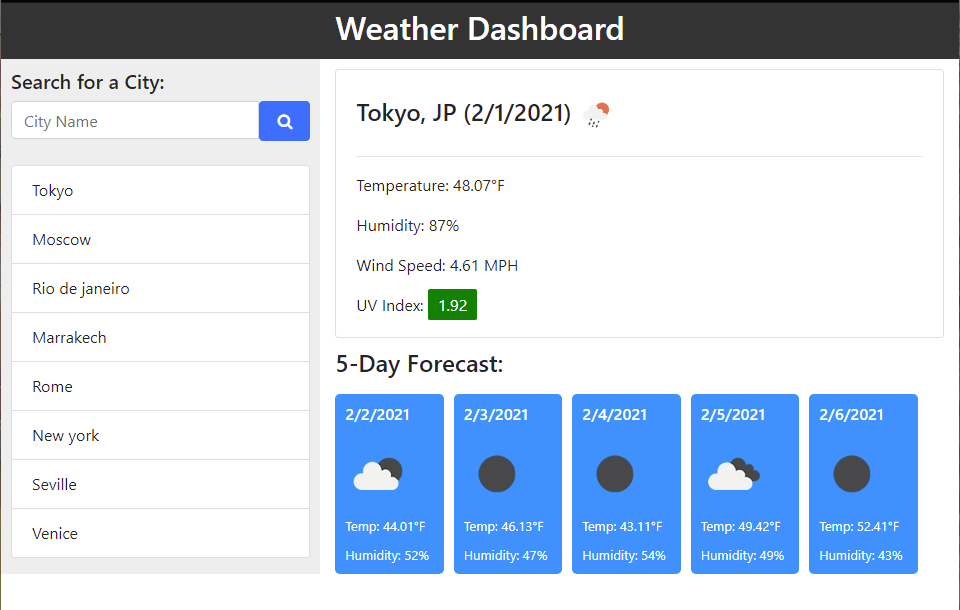 Weather Dashboard
Search for a City:
City Name
Tokyo
Moscow
Rio de janeiro
Marrakech
Rome
New york
Seville
Venice
Tokyo, JP (2/1/2021)
Temperature: 48.07°F
Humidity: 87%
Wind Speed: 4.61 MPH
UV Index: 1.92
5-Day Forecast:
2/2/2021
Temp: 44.01°F
Humidity: 52%
2/3/2021
Temp: 46.13°F
Humidity: 47%
2/4/2021
Temp: 43.11°F
Humidity: 54%
2/5/2021
Temp: 49.42°F
Humidity: 49%
2/6/2021
Temp: 52.41°F
Humidity: 43%